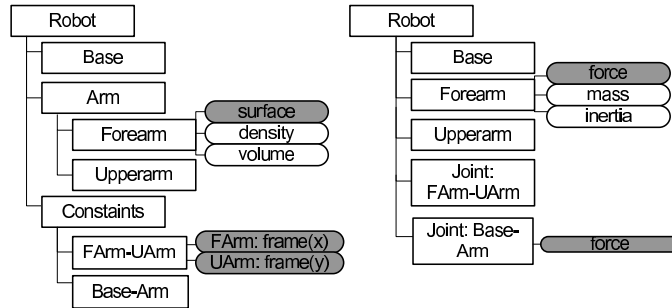 Robot
Base
Arm
Forearm
surface
density
volume
Upperarm
Constaints
FArm-UArm
FArm: frame(x)
UArm: frame(y)
Base-Arm
Robot
Base
Forearm
force
mass
inertia
Upperarm
Joint:
FArm-UArm
Joint: Base-
Arm
force